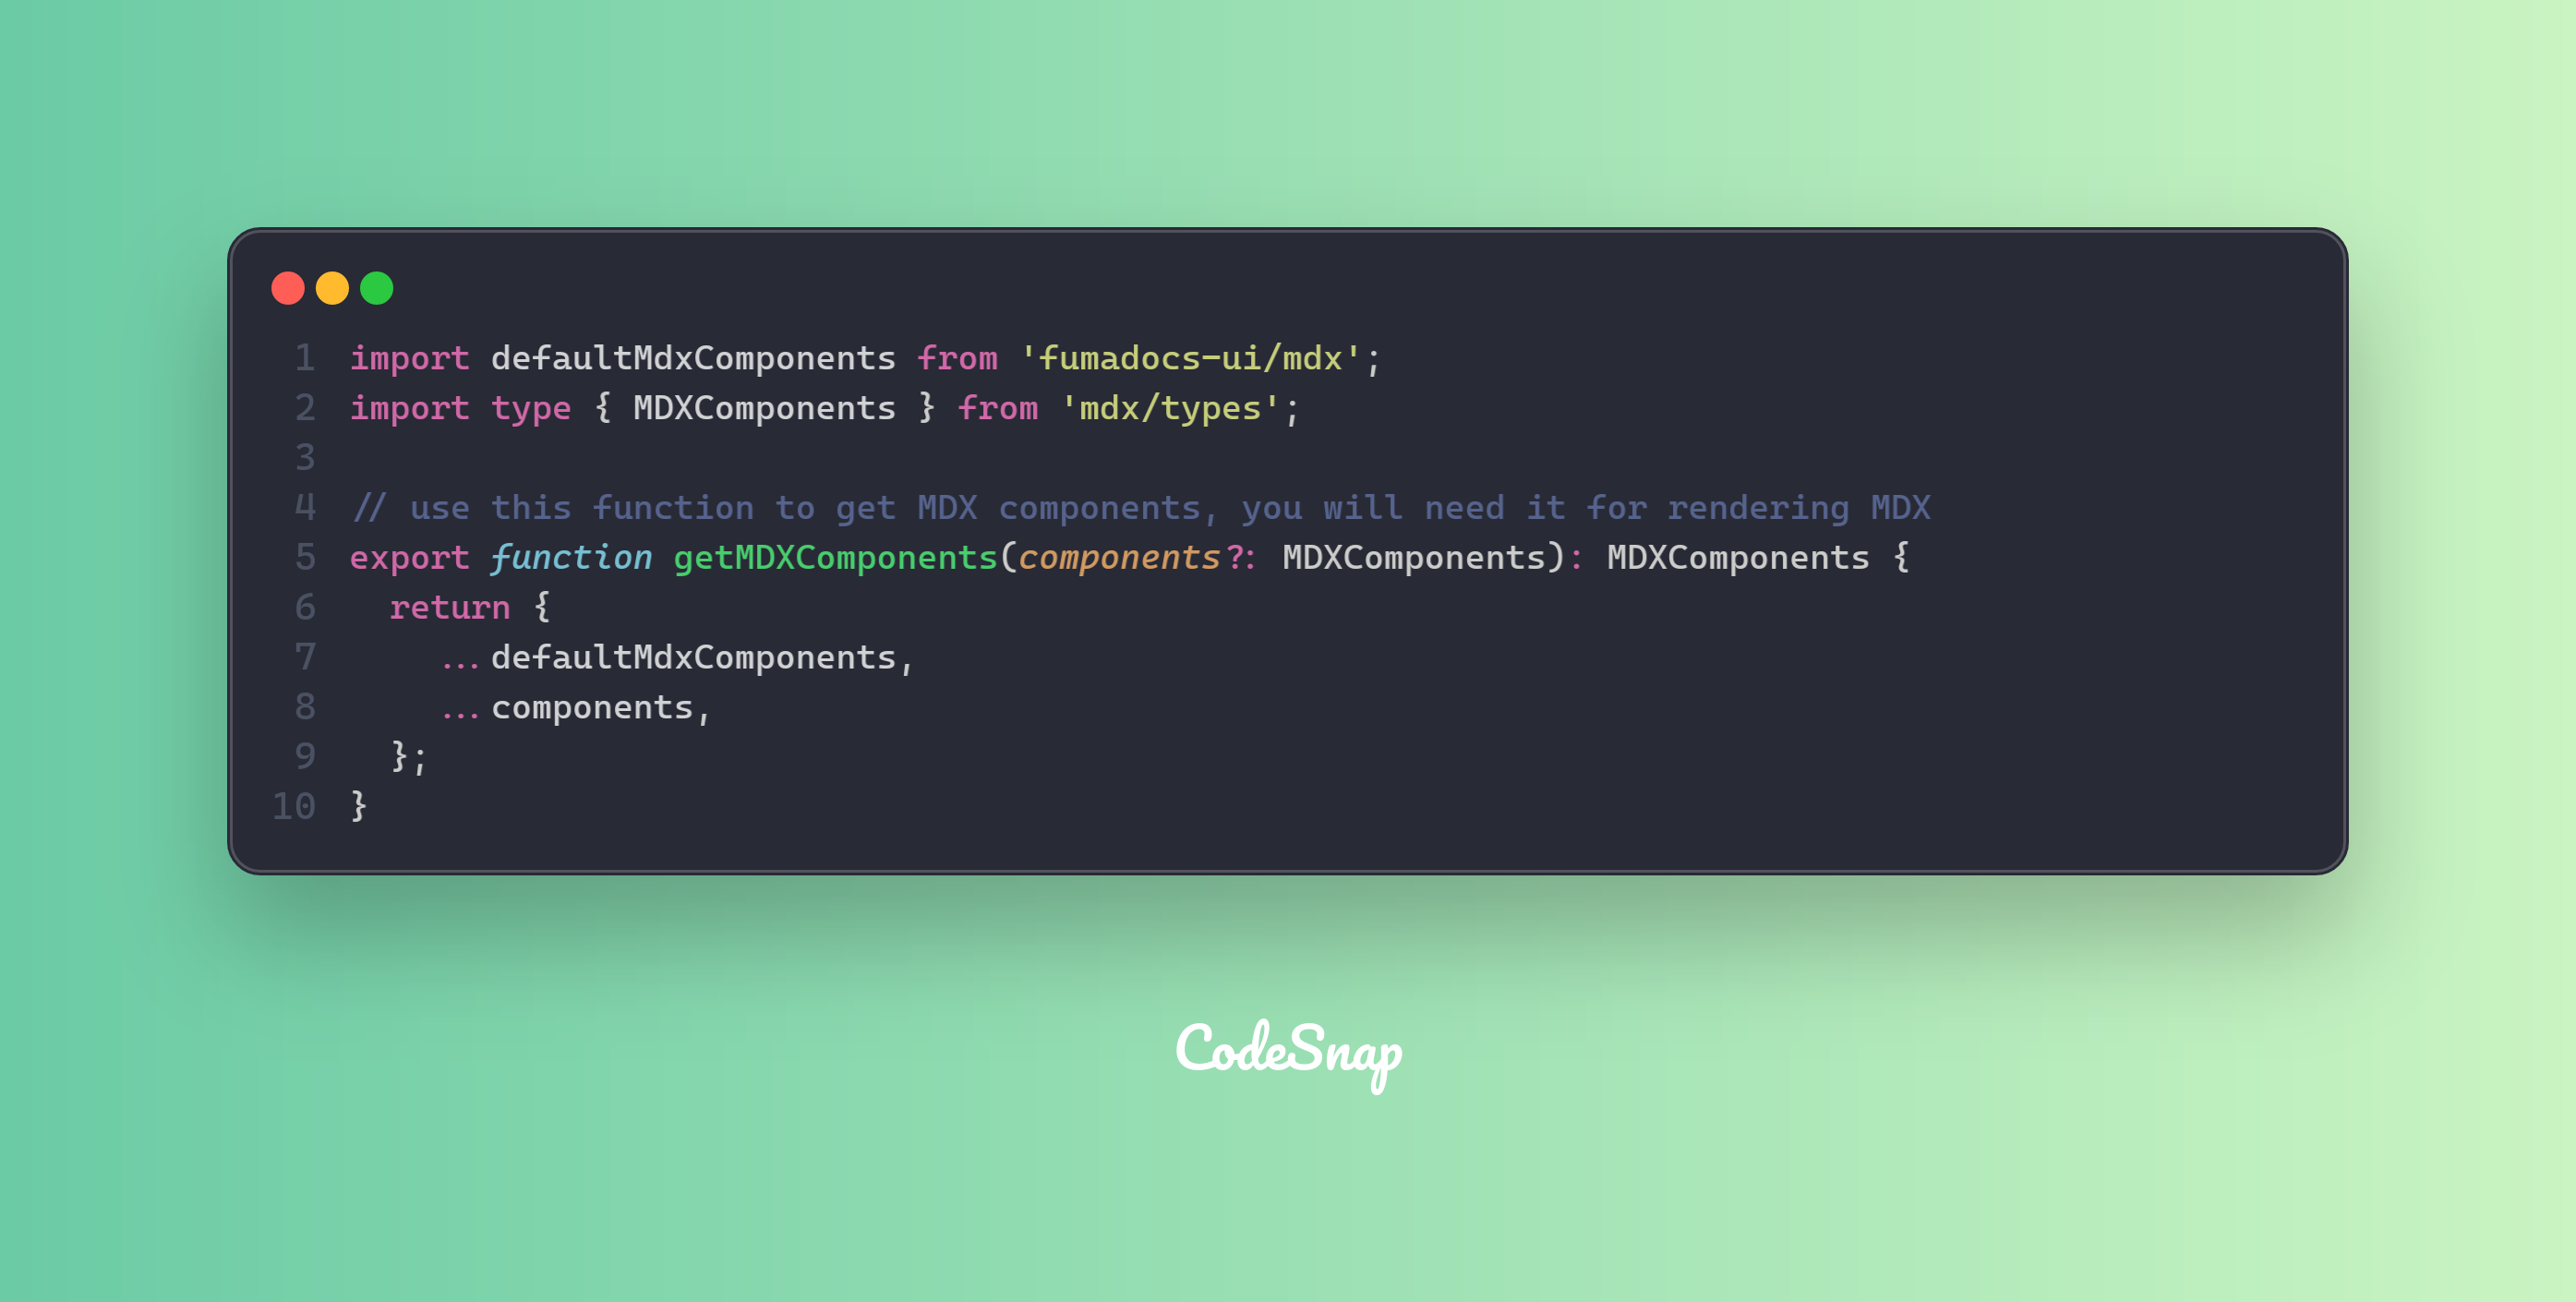 1 import defaultMdxComponents from 'fumadocs-ui/mdx';
2 import type { MDXComponents } from 'mdx/types';
3
4 // use this function to get MDX components, you will need it for rendering MDX
5 export function getMDXComponents(components?: MDXComponents): MDXComponents {
6   return {
7     ...defaultMdxComponents,
8     ...components,
9   };
10 }
CodeSnap